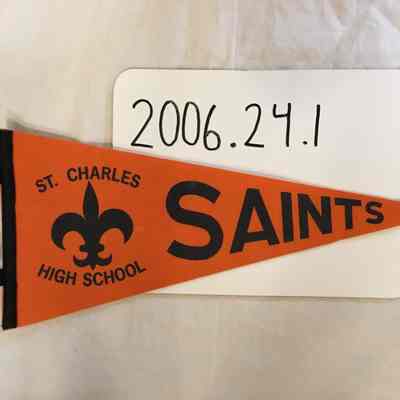 2006.24.1
ST. CHARLES
HIGH SCHOOL
SAINTS